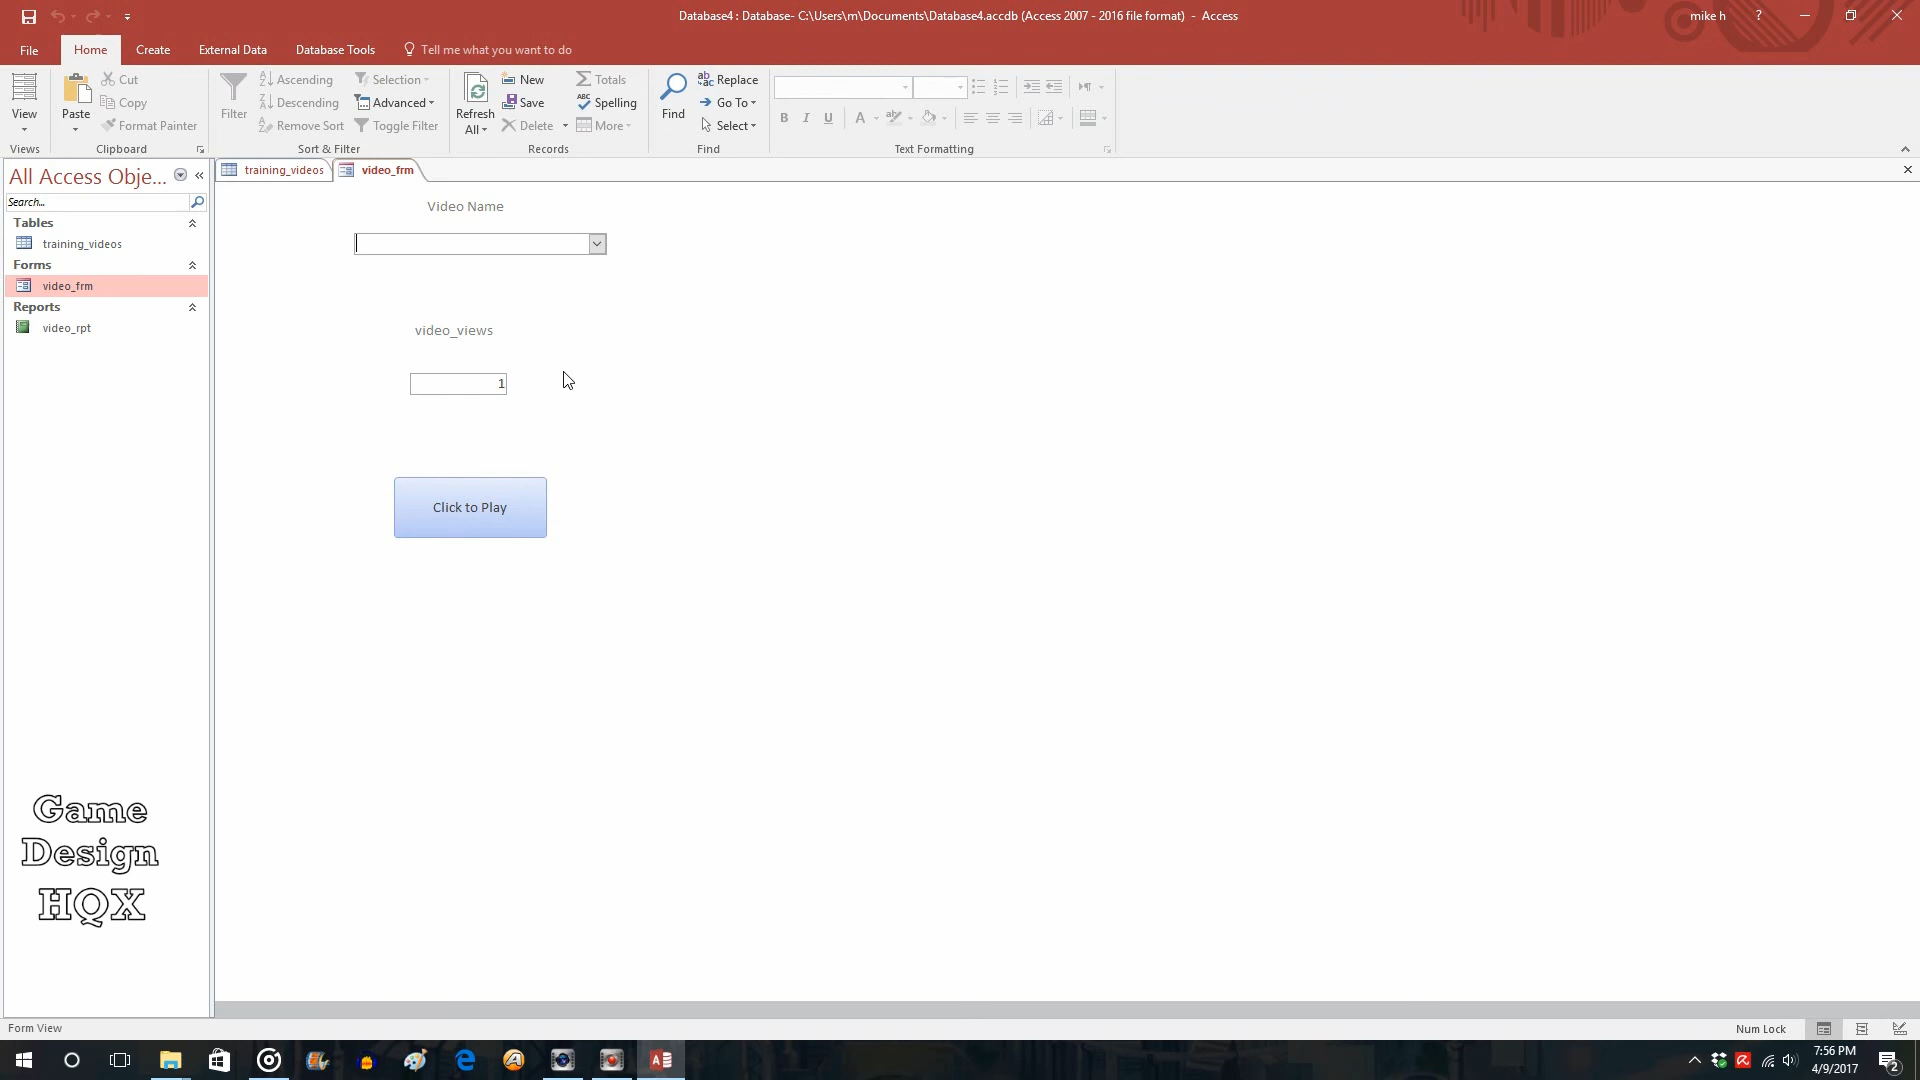 Database4 : Database- C:\Users\m\Documents\Database4.accdb (Access 2007 - 2016 file format) - Access
mike h
?
File
Home
Create
External Data
Database Tools
Tell me what you want to do
View
Views
Paste
Cut
Copy
Format Painter
Clipboard
Filter
Ascending
Descending
Remove Sort
Selection
Advanced
Toggle Filter
Sort & Filter
Refresh
All
New
Save
Delete
Totals
Spelling
More
Records
Find
Replace
Go To
Select
Find
B I U A
Text Formatting
All Access Obje...
Search...
Tables
training_videos
Forms
video_frm
Reports
video_rpt
training_videos
video_frm
Video Name
video_views
1
Click to Play
Game
Design
HQX
Form View
Num Lock
7:56 PM
4/9/2017
2